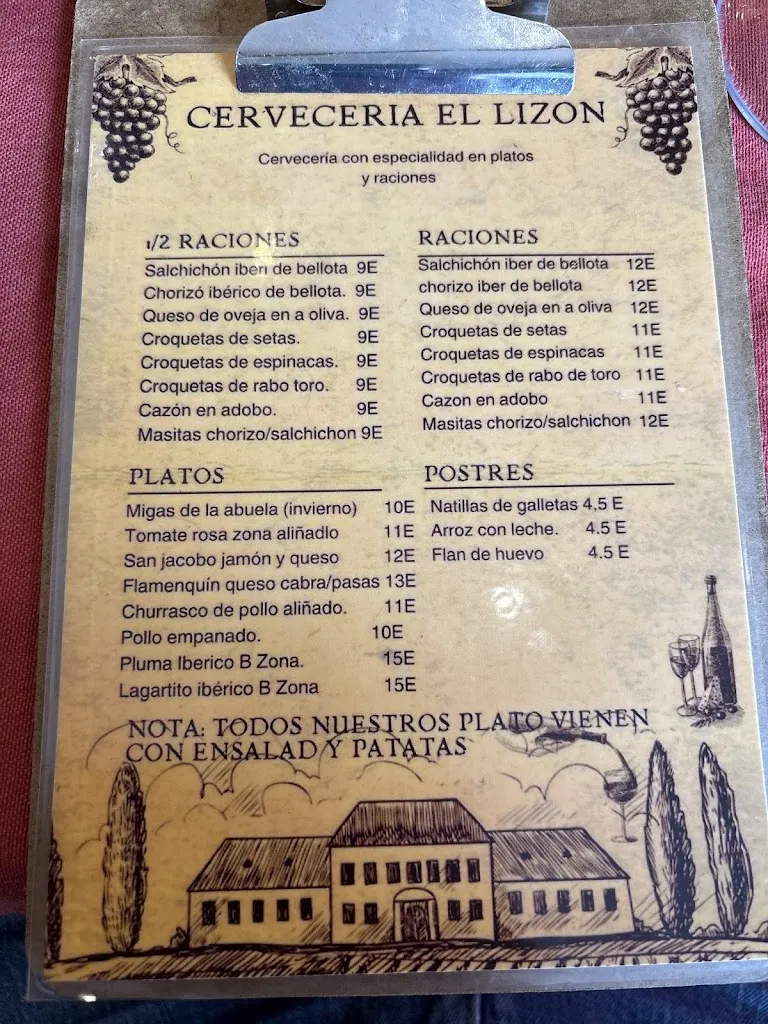 CERVECERIA EL LIZON
Cervecería con especialidad en platos
y raciones
1/2 RACIONES
Salchichón iberi de bellota 9E
Chorizó ibérico de bellota. 9E
Queso de oveja en a oliva. 9E
Croquetas de setas. 9E
Croquetas de espinacas. 9E
Croquetas de rabo toro. 9E
Cazón en adobo. 9E
Masitas chorizo/salchichon 9E
RACIONES
Salchichón iber de bellota 12E
chorizo iber de bellota 12E
Queso de oveja en a oliva 12E
Croquetas de setas 11E
Croquetas de espinacas 11E
Croquetas de rabo de toro 11E
Cazon en adobo 11E
Masitas chorizo/salchichon 12E
PLATOS
Migas de la abuela (invierno) 10E
Tomate rosa zona aliñadlo 11E
San jacobo jamón y queso 12E
Flamenquín queso cabra/pasas 13E
Churrasco de pollo aliñado. 11E
Pollo empanado. 10E
Pluma Iberico B Zona. 15E
Lagartito ibérico B Zona 15E
POSTRES
Natillas de galletas 4,5 E
Arroz con leche. 4.5 E
Flan de huevo 4.5 E
NOTA: TODOS NUESTROS PLATO VIENEN
CON ENSALAD Y PATATAS